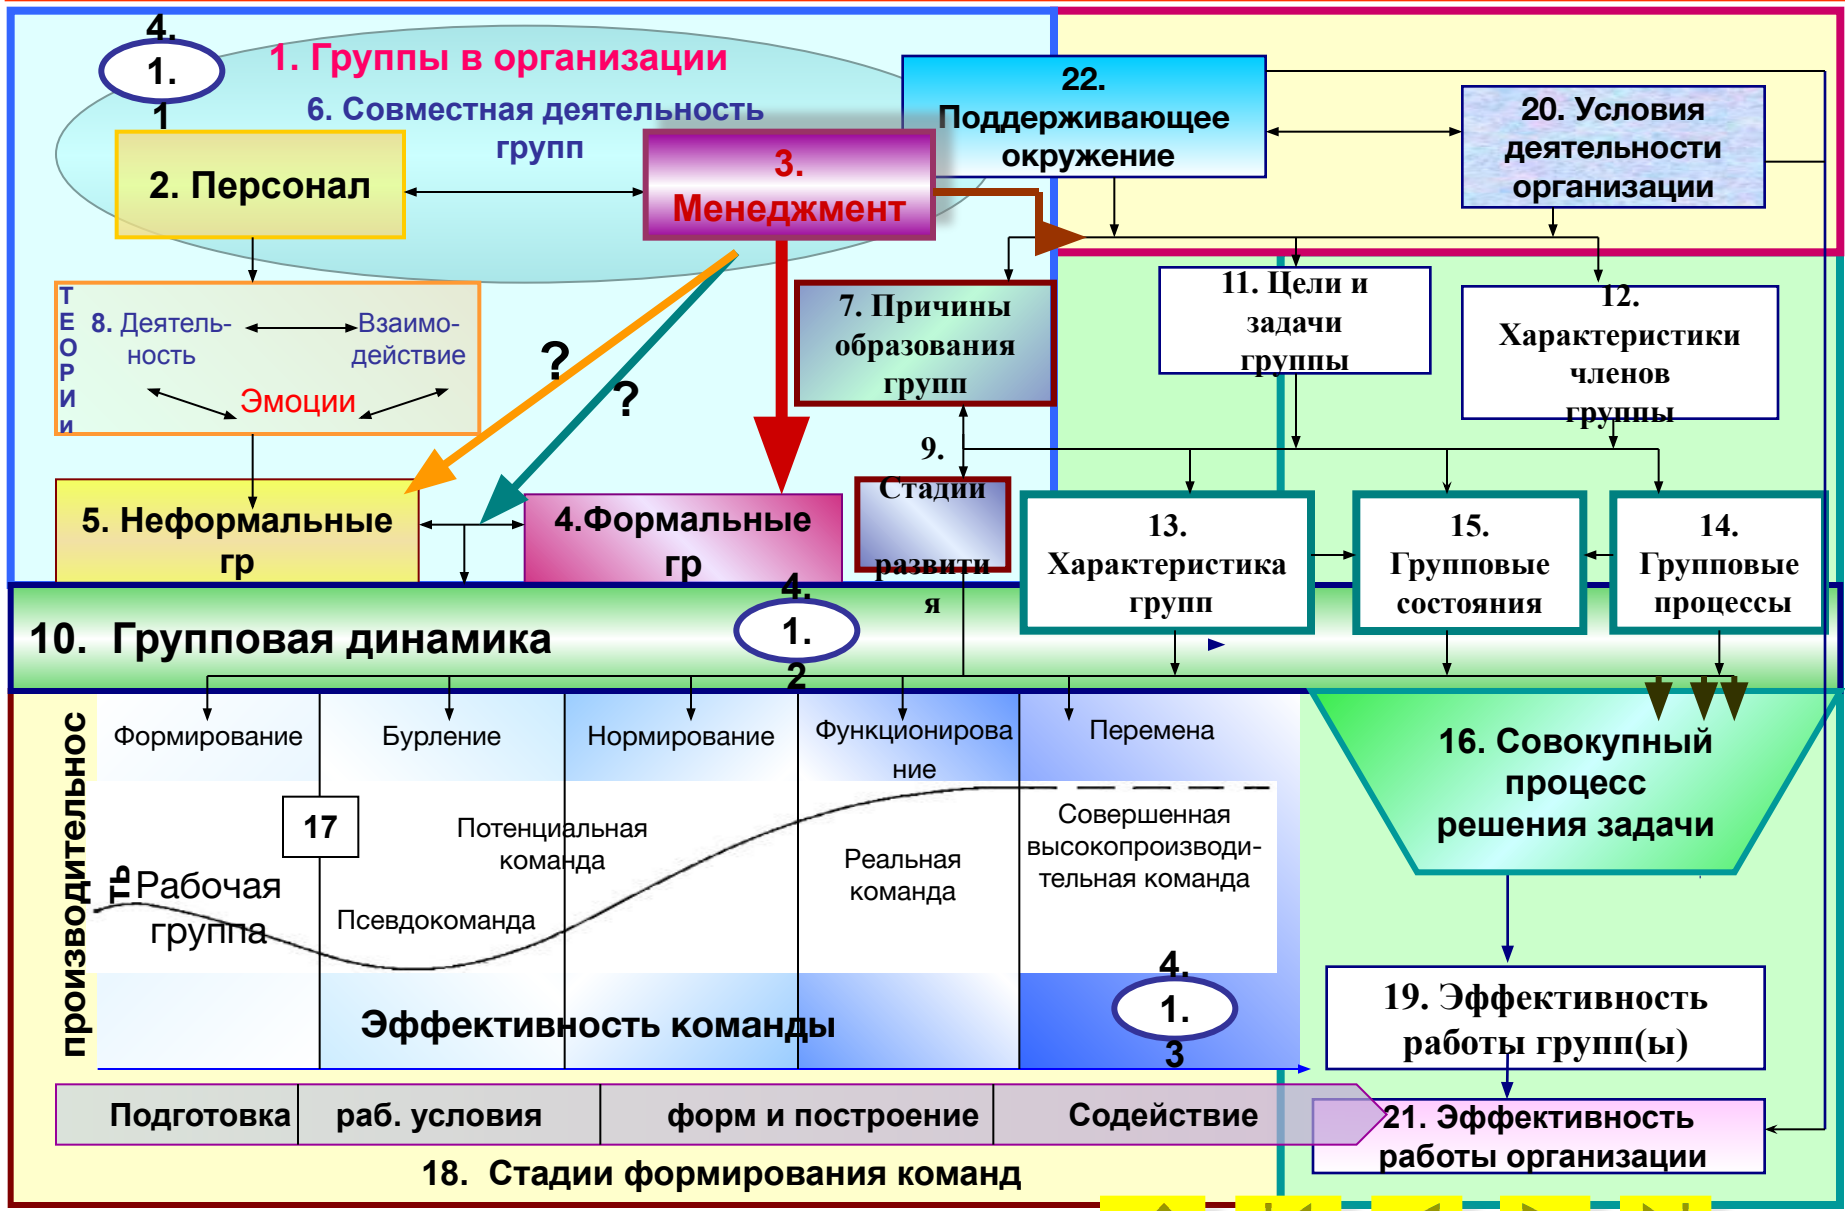 4.
1.
1
1. Группы в организации
6. Совместная деятельность
групп
2. Персонал
3.
Менеджмент
22.
Поддерживающее
окружение
20. Условия
деятельности
организации
Т
Е
О
Р
И
и
8. Деятель-
ность
Взаимо-
действие
Эмоции
?
?
7. Причины
образования
групп
11. Цели и
задачи
группы
12.
Характеристики
членов
группы
5. Неформальные
гр
4.Формальные
гр
9.
Стадии
развити
я
13.
Характеристика
групп
15.
Групповые
состояния
14.
Групповые
процессы
10. Групповая динамика
4.
1.
2
производительнос
ть
Формирование
Бурление
Нормирование
Функционирова
ние
Перемена
17
Рабочая
группа
Псевдокоманда
Потенциальная
команда
Реальная
команда
Совершенная
высокопроизводи-
тельная команда
Эффективность команды
4.
1.
3
16. Совокупный
процесс
решения задачи
19. Эффективность
работы групп(ы)
21. Эффективность
работы организации
Подготовка
раб. условия
форм и построение
Содействие
18. Стадии формирования команд